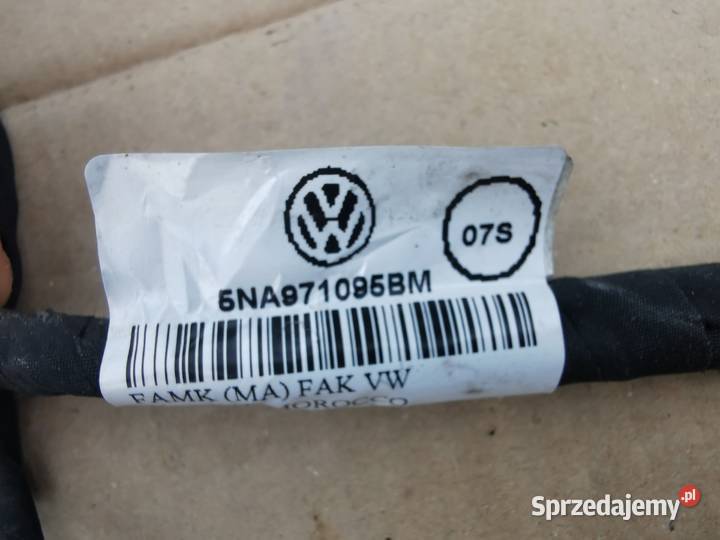 07S
5NA971095BM
FAMK (MA) FAK VW
MOROCCO
Sprzedajemy.pl